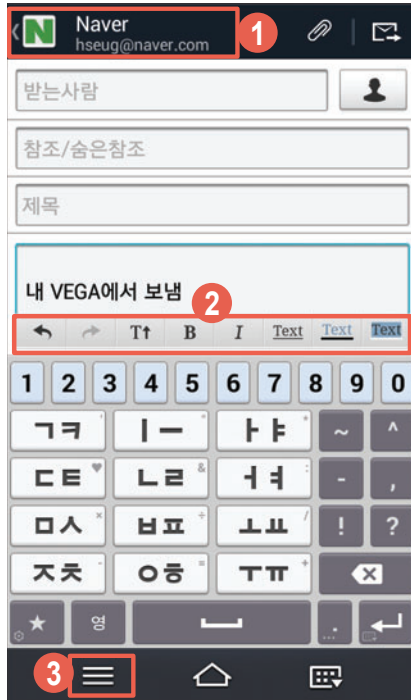 N Naver
hseug@naver.com
1
받는사람
참조/숨은참조
제목
내 VEGA에서 보냄
2
T↑ B I Text Text Text
1 2 3 4 5 6 7 8 9 0
ㄱㅋ ' ㅣㅡ " ㅏㅑ * ~ ^
ㄷㅌ ♥ ㄴㄹ & ㅓㅕ : - ,
ㅁㅅ × ㅂㅍ ÷ ㅗㅛ / ! ?
ㅈㅊ - ㅇㅎ = ㅜㅠ +
★ 영 .
3